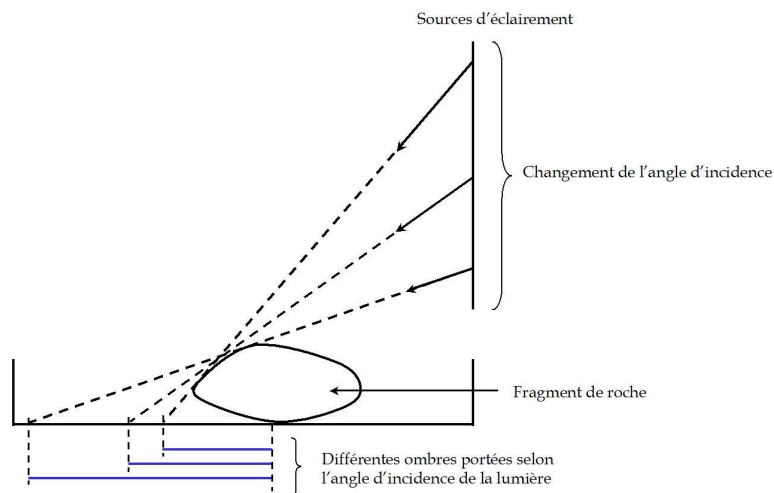 Sources d'éclairement
Changement de l'angle d'incidence
Fragment de roche
Différentes ombres portées selon
l'angle d'incidence de la lumière